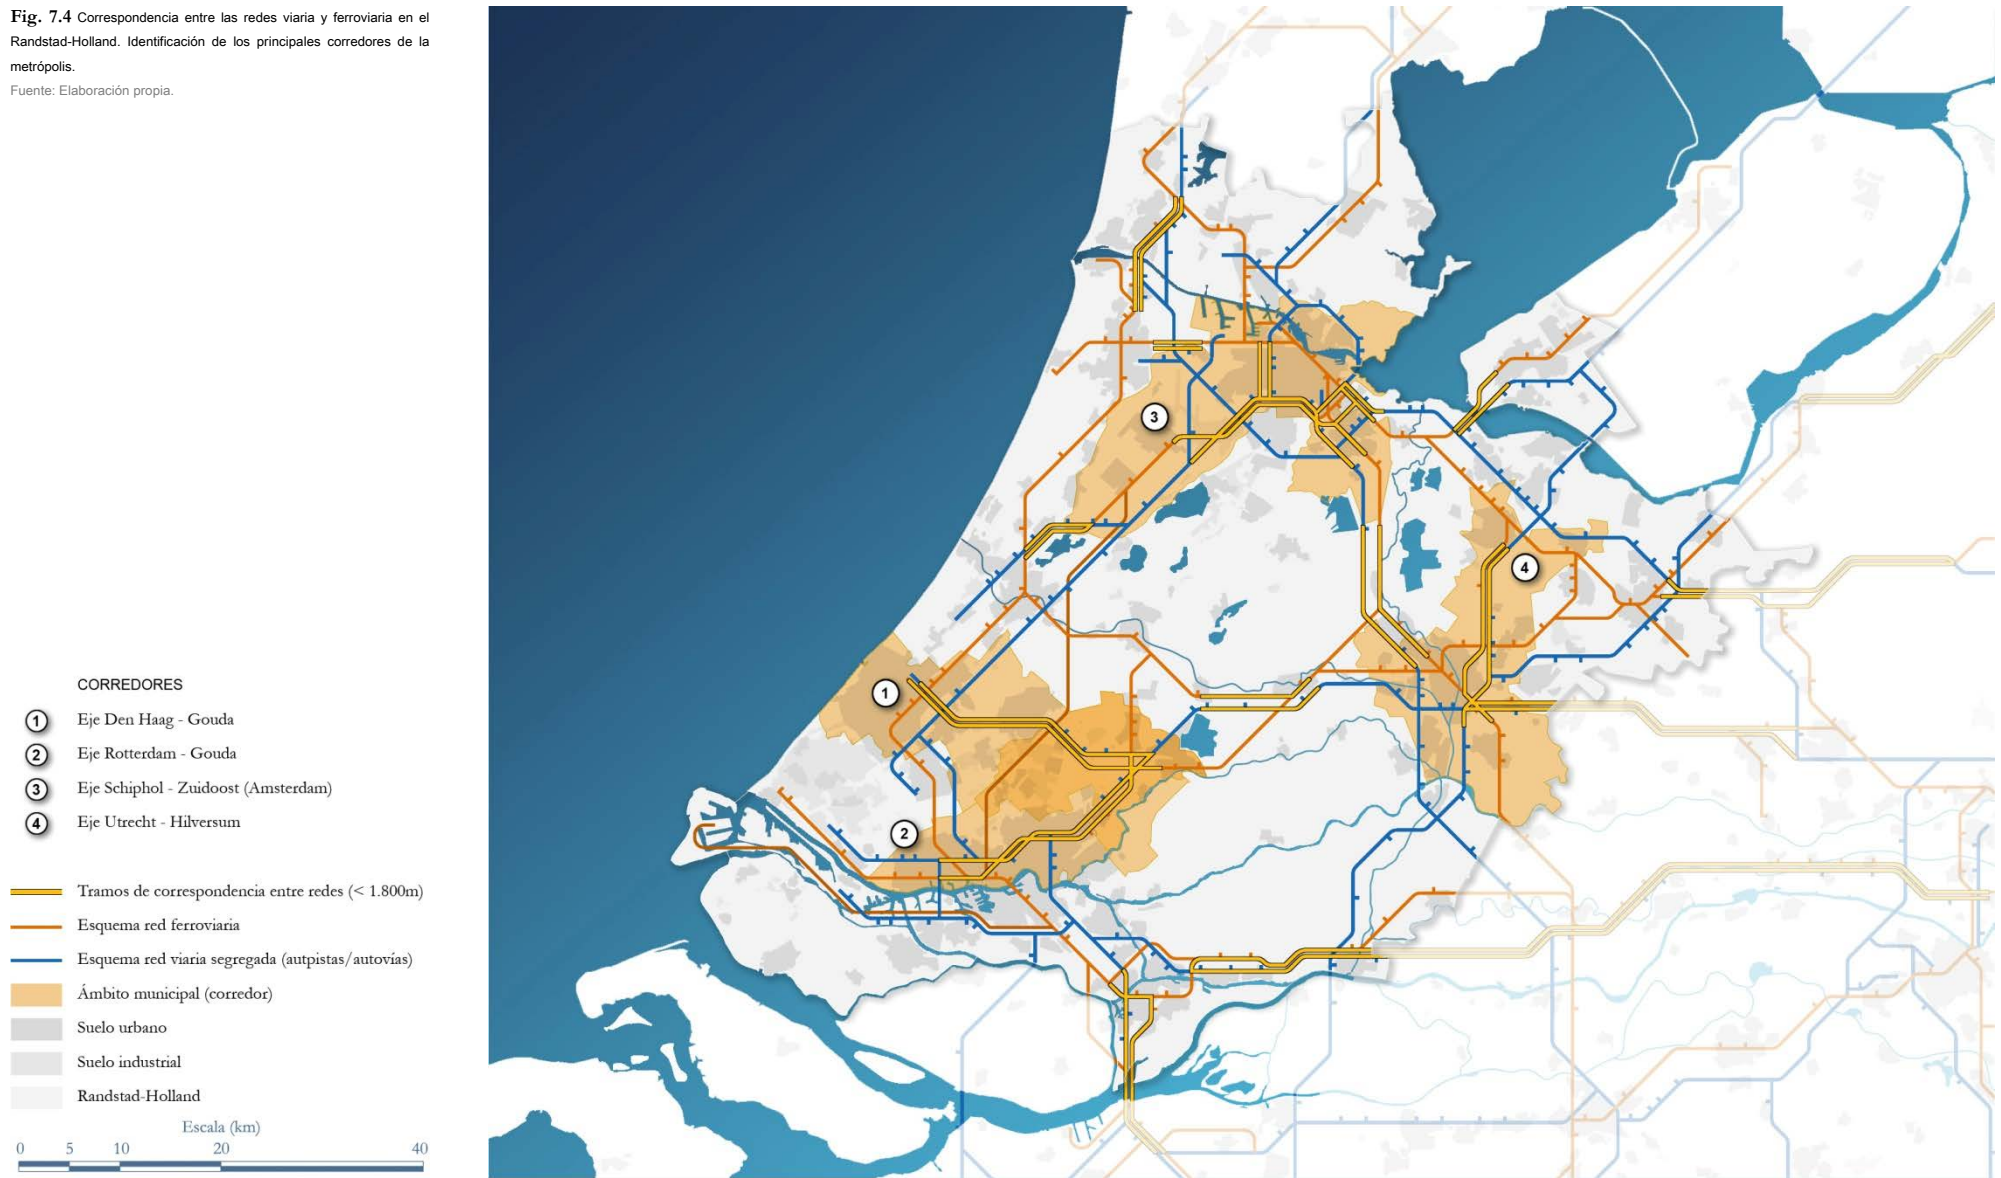 Fig. 7.4 Correspondencia entre las redes viaria y ferroviaria en el
Randstad-Holland. Identificación de los principales corredores de la
metrópolis.
Fuente: Elaboración propia.
CORREDORES
1 Eje Den Haag - Gouda
2 Eje Rotterdam - Gouda
3 Eje Schiphol - Zuidoost (Amsterdam)
4 Eje Utrecht - Hilversum
Tramos de correspondencia entre redes (< 1.800m)
Esquema red ferroviaria
Esquema red viaria segregada (autpistas/autovías)
Ámbito municipal (corredor)
Suelo urbano
Suelo industrial
Randstad-Holland
Escala (km)
0 5 10 20 40
3
4
1
2